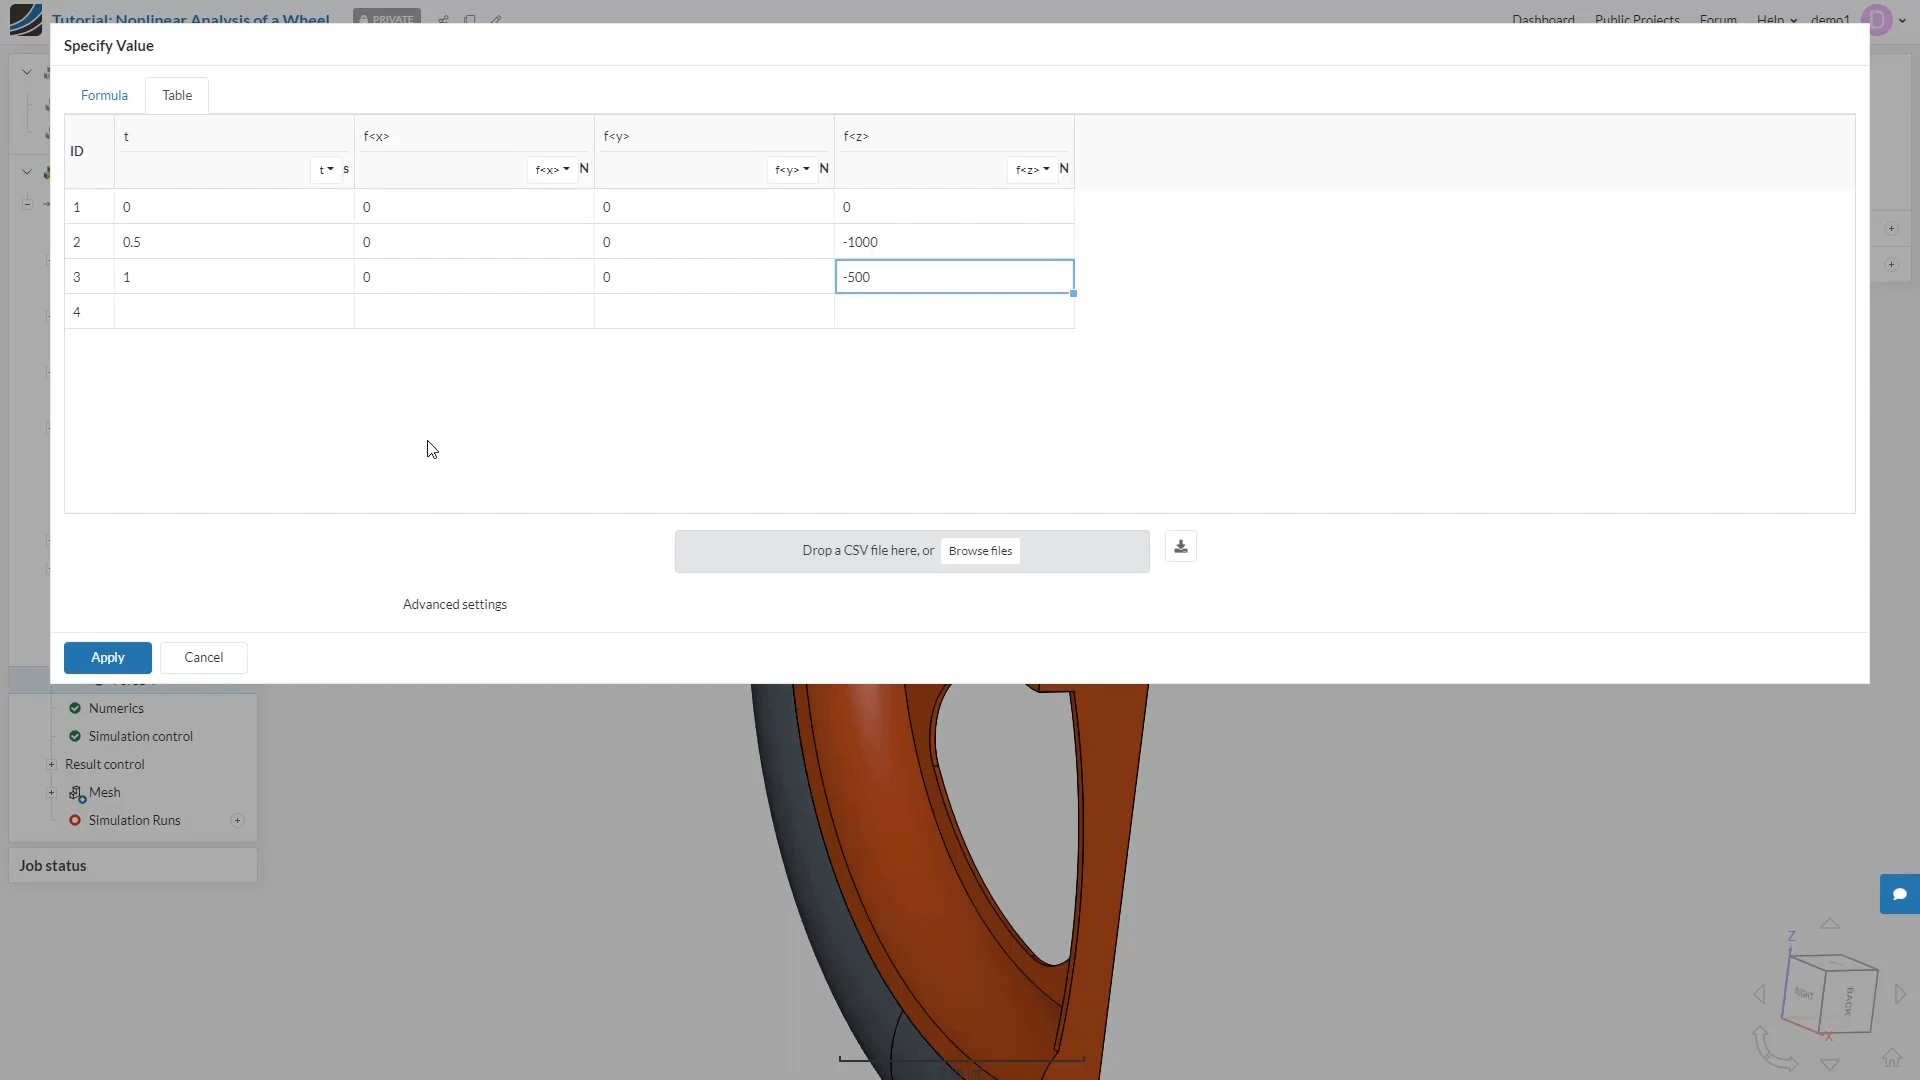 Tutorial: Nonlinear Analysis of a Wheel
PRIVATE
Dashboard Public Projects Forum Help demo1 D
Specify Value
Formula Table
ID t f<x> f<y> f<z>
t s f<x> N f<y> N f<z> N
1 0 0 0 0
2 0.5 0 0 -1000
3 1 0 0 -500
4
Drop a CSV file here, or Browse files
Advanced settings
Apply Cancel
Numerics
Simulation control
Result control
Mesh
Simulation Runs
Job status
Z
RIGHT BACK
X